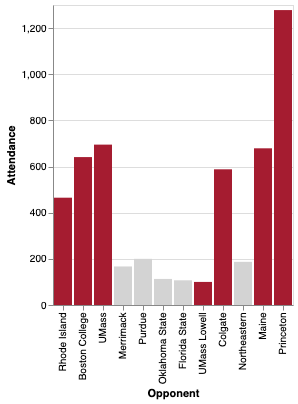 1,200
1,000
800
600
400
200
0
Attendance
Rhode Island
Boston College
UMass
Merrimack
Purdue
Oklahoma State
Florida State
UMass Lowell
Colgate
Northeastern
Maine
Princeton
Opponent